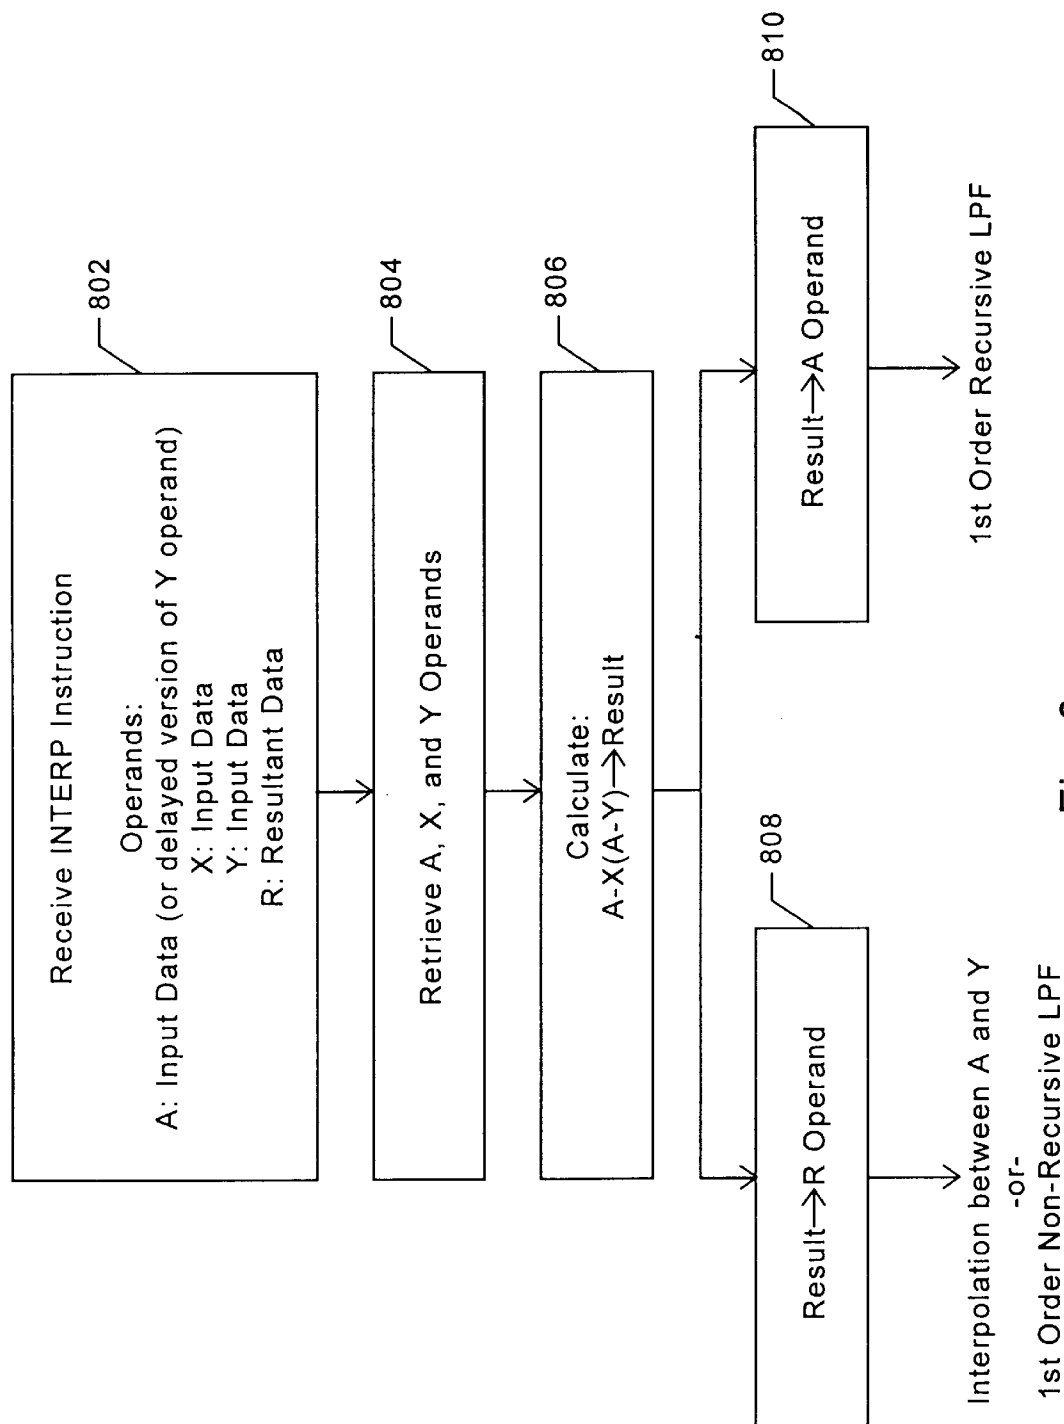 Receive INTERP Instruction
Operands:
A: Input Data (or delayed version of Y operand)
X: Input Data
Y: Input Data
R: Resultant Data
802
Retrieve A, X, and Y Operands
804
Calculate:
A-X(A-Y)→Result
806
Result→R Operand
808
Result→A Operand
810
Interpolation between A and Y
-or-
1st Order Non-Recursive LPF
1st Order Recursive LPF